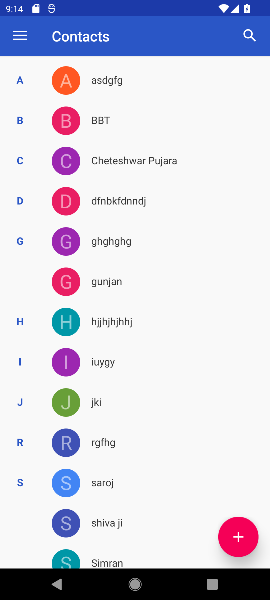 9:14
Contacts
A A asdgfg
B B BBT
C C Cheteshwar Pujara
D D dfnbkfdnndj
G G ghghghg
G gunjan
H H hjjhjhjhhj
I I iuygy
J J jki
R R rgfhg
S S saroj
S shiva ji
S Simran